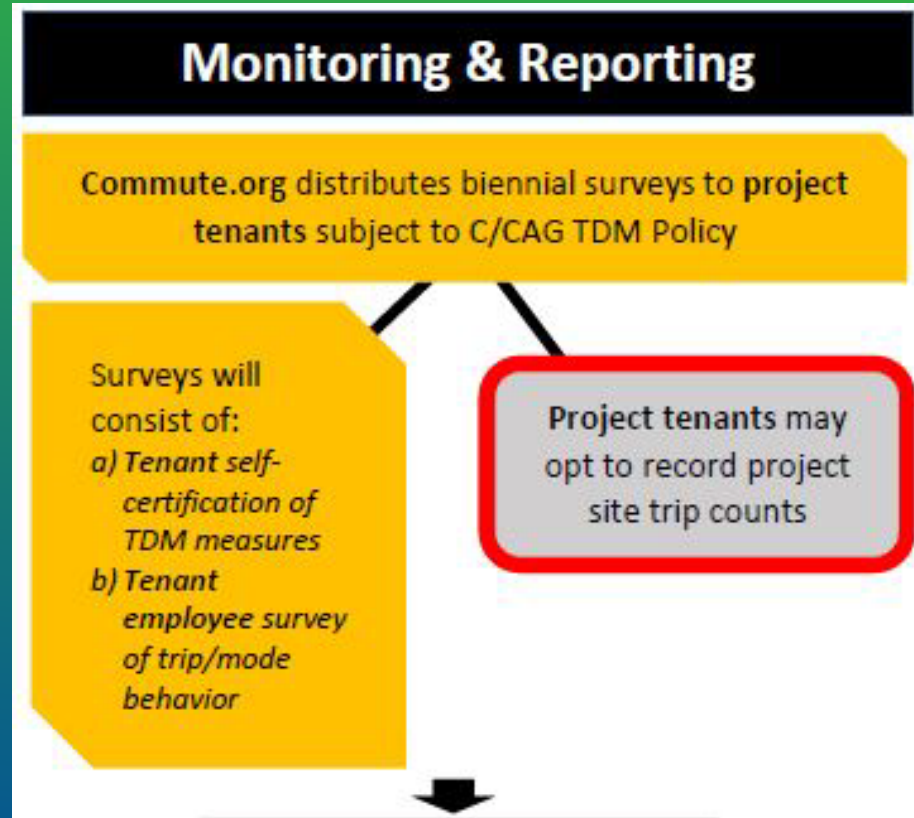 Monitoring & Reporting
Commute.org distributes biennial surveys to project
tenants subject to C/CAG TDM Policy
Surveys will
consist of:
a) Tenant self-
certification of
TDM measures
b) Tenant
employee survey
of trip/mode
behavior
Project tenants may
opt to record project
site trip counts